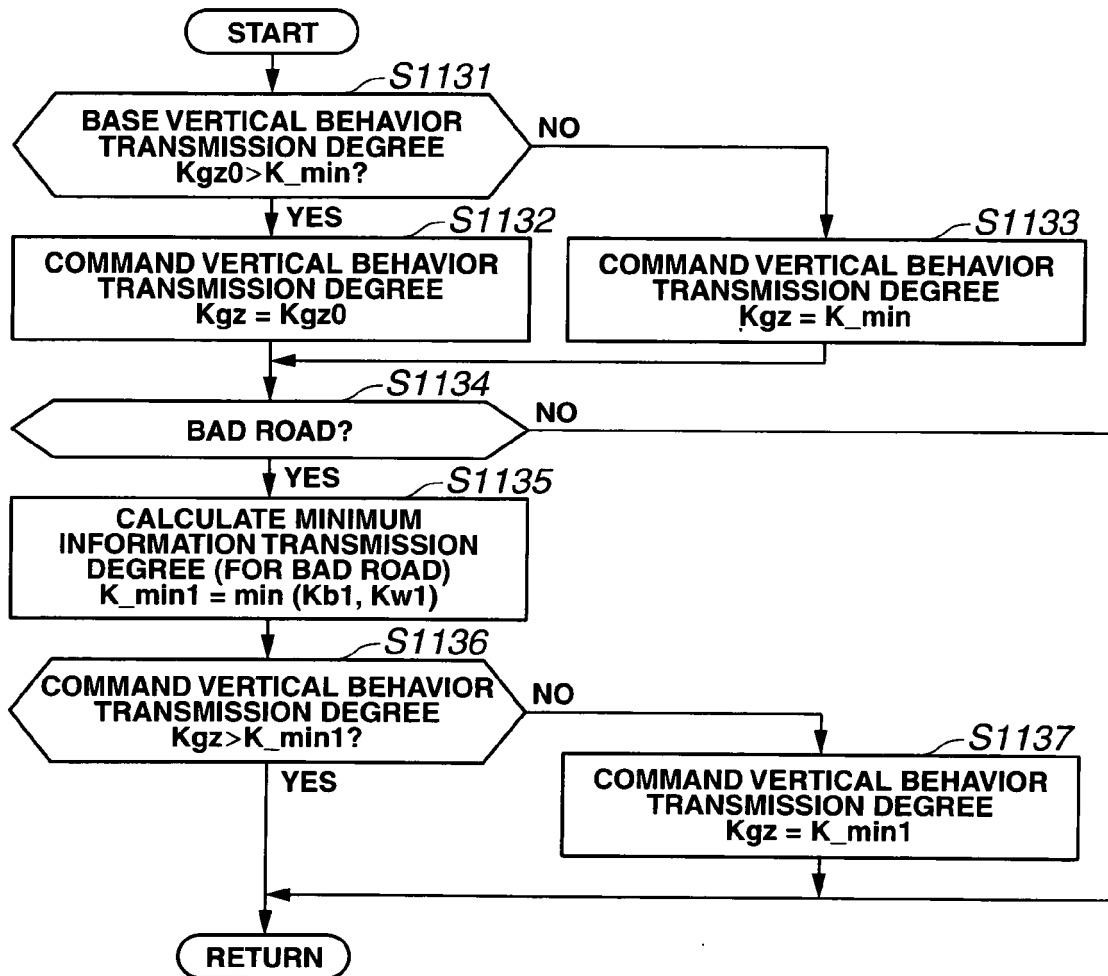 START
S1131
BASE VERTICAL BEHAVIOR
TRANSMISSION DEGREE
Kgz0>K_min?
NO
YES
S1132
COMMAND VERTICAL BEHAVIOR
TRANSMISSION DEGREE
Kgz = Kgz0
S1133
COMMAND VERTICAL BEHAVIOR
TRANSMISSION DEGREE
Kgz = K_min
S1134
BAD ROAD?
NO
YES
S1135
CALCULATE MINIMUM
INFORMATION TRANSMISSION
DEGREE (FOR BAD ROAD)
K_min1 = min (Kb1, Kw1)
S1136
COMMAND VERTICAL BEHAVIOR
TRANSMISSION DEGREE
Kgz>K_min1?
NO
YES
S1137
COMMAND VERTICAL BEHAVIOR
TRANSMISSION DEGREE
Kgz = K_min1
RETURN